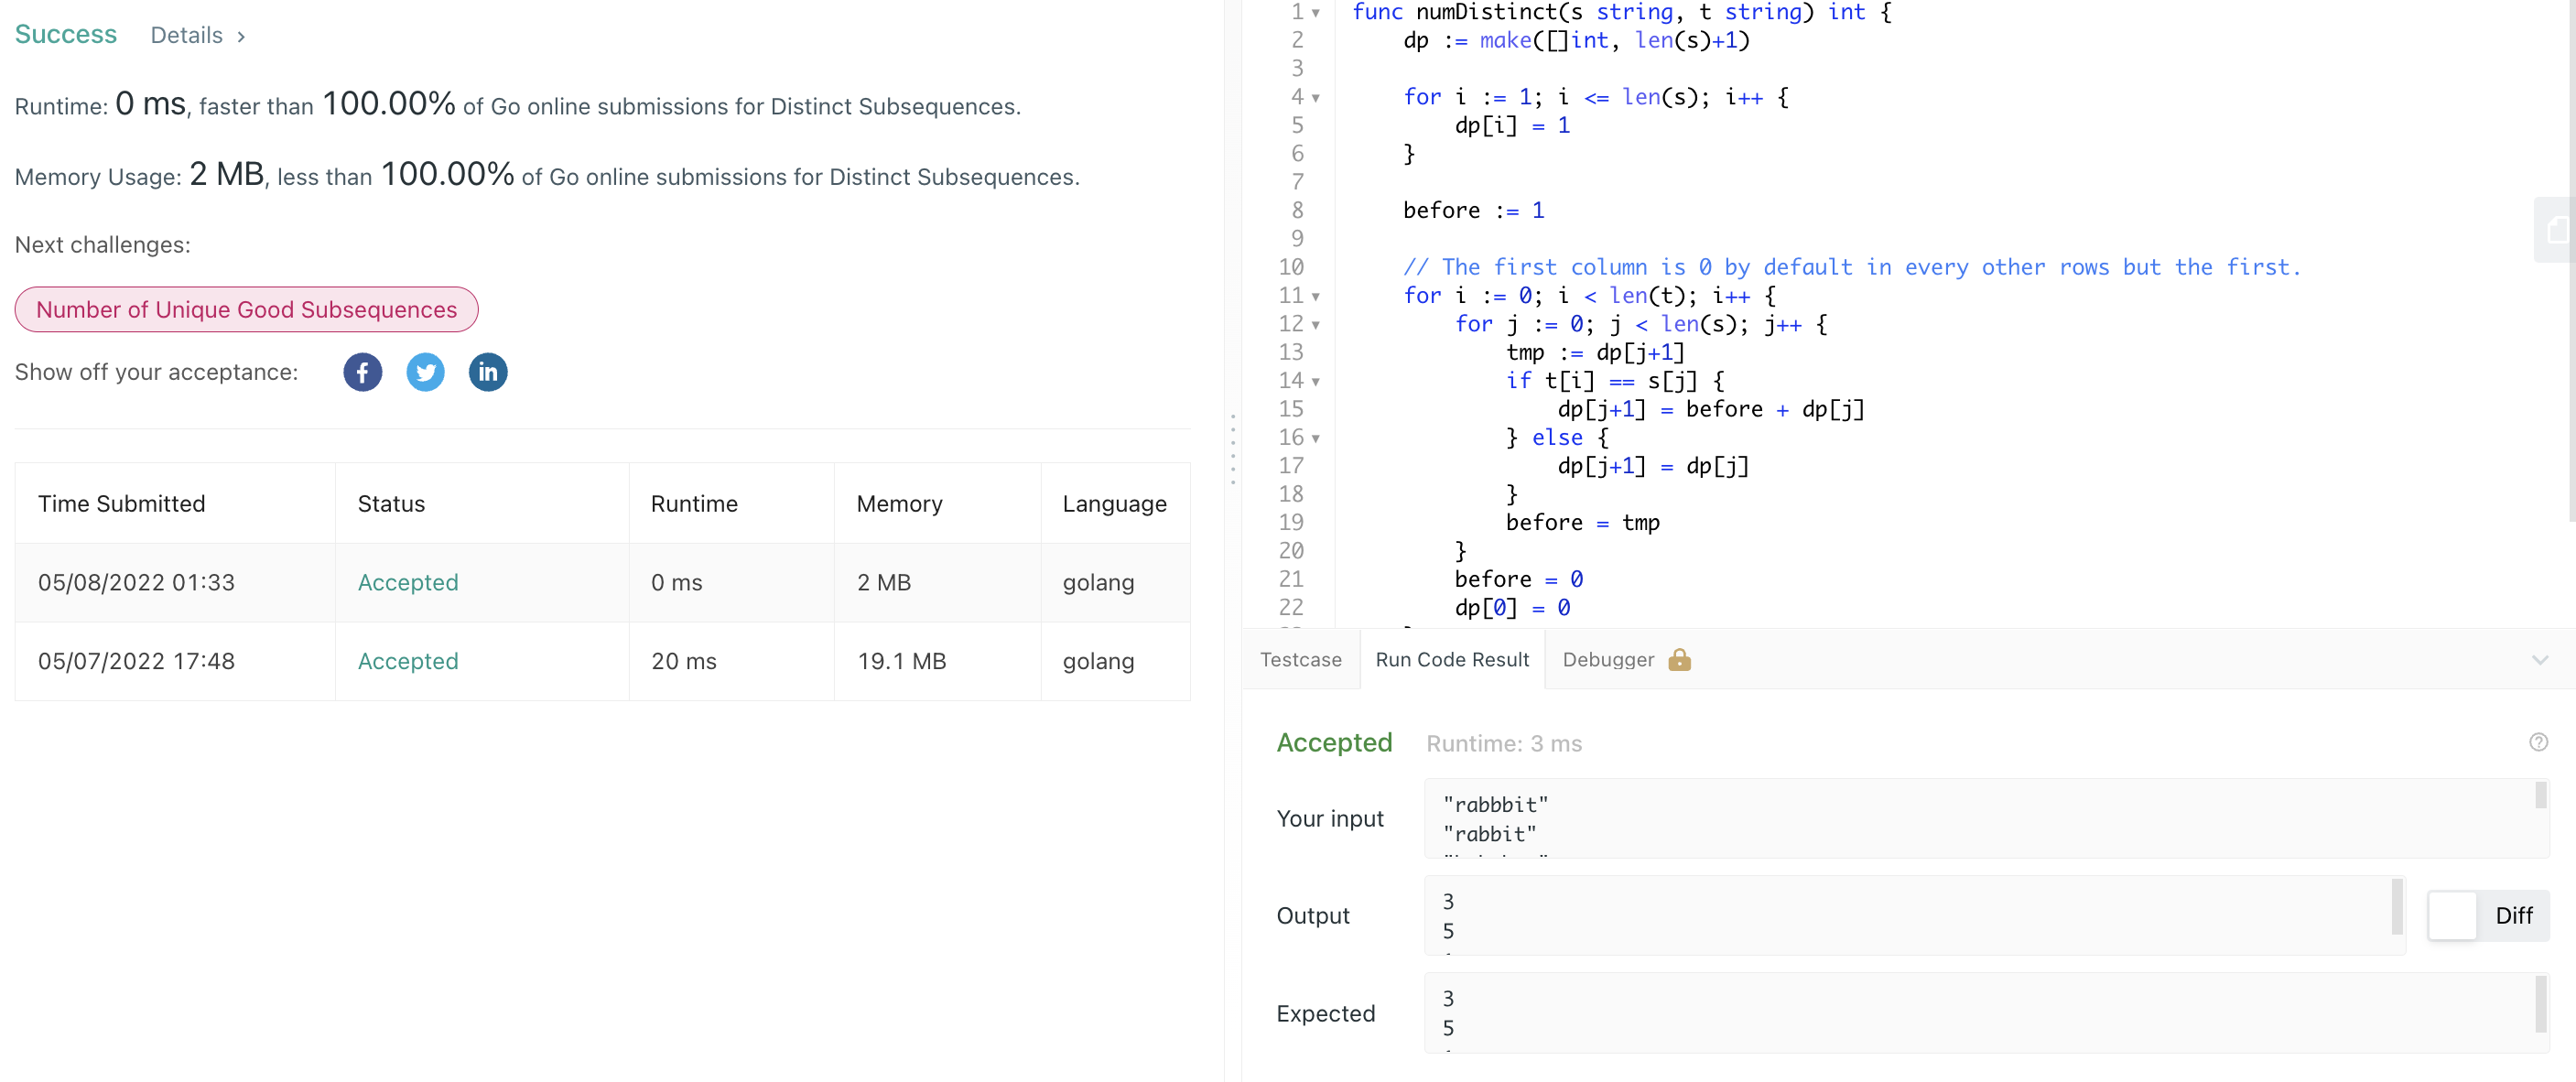 Success Details >
Runtime: 0 ms, faster than 100.00% of Go online submissions for Distinct Subsequences.
Memory Usage: 2 MB, less than 100.00% of Go online submissions for Distinct Subsequences.
Next challenges:
Number of Unique Good Subsequences
Show off your acceptance:
Time Submitted Status Runtime Memory Language
05/08/2022 01:33 Accepted 0 ms 2 MB golang
05/07/2022 17:48 Accepted 20 ms 19.1 MB golang
1 func numDistinct(s string, t string) int {
2 dp := make([]int, len(s)+1)
3
4 for i := 1; i <= len(s); i++ {
5 dp[i] = 1
6 }
7
8 before := 1
9
10 // The first column is 0 by default in every other rows but the first.
11 for i := 0; i < len(t); i++ {
12 for j := 0; j < len(s); j++ {
13 tmp := dp[j+1]
14 if t[i] == s[j] {
15 dp[j+1] = before + dp[j]
16 } else {
17 dp[j+1] = dp[j]
18 }
19 before = tmp
20 }
21 before = 0
22 dp[0] = 0
Testcase Run Code Result Debugger
Accepted Runtime: 3 ms
Your input
"rabbbit"
"rabbit"
Output
3
5
Diff
Expected
3
5